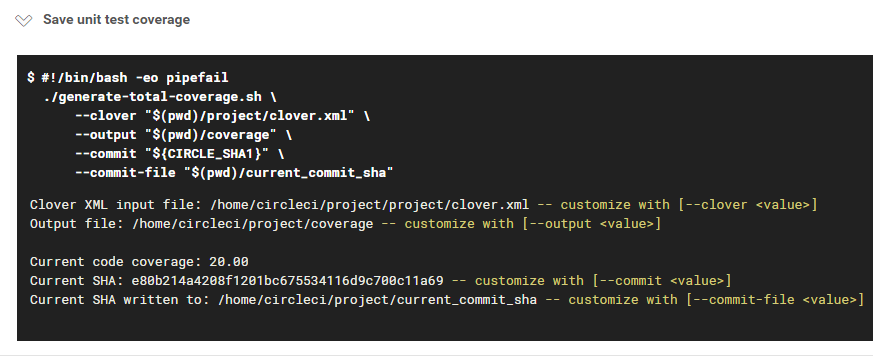 Save unit test coverage
$ #!/bin/bash -eo pipefail
./generate-total-coverage.sh \
--clover "$(pwd)/project/clover.xml" \
--output "$(pwd)/coverage" \
--commit "${CIRCLE_SHA1}" \
--commit-file "$(pwd)/current_commit_sha"
Clover XML input file: /home/circleci/project/project/clover.xml -- customize with [--clover <value>]
Output file: /home/circleci/project/coverage -- customize with [--output <value>]
Current code coverage: 20.00
Current SHA: e80b214a4208f1201bc675534116d9c700c11a69 -- customize with [--commit <value>]
Current SHA written to: /home/circleci/project/current_commit_sha -- customize with [--commit-file <value>]